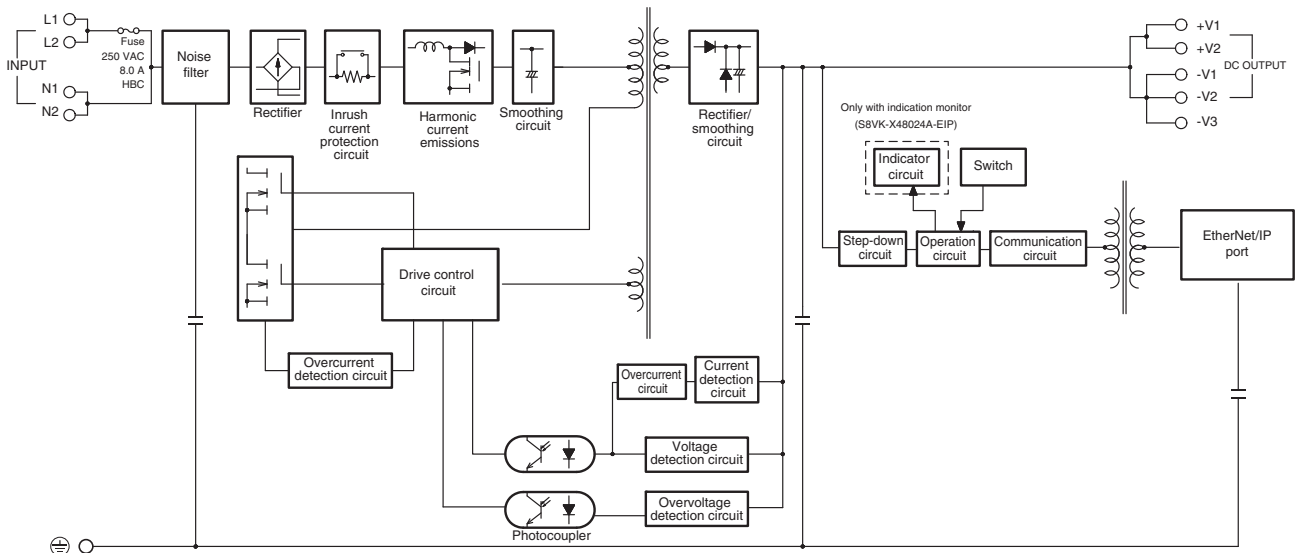 L1
L2
INPUT
N1
N2
Fuse
250 VAC
8.0 A
HBC
Noise
filter
Rectifier
Inrush
current
protection
circuit
Harmonic
current
emissions
Smoothing
circuit
Rectifier/
smoothing
circuit
+V1
+V2
DC OUTPUT
-V1
-V2
-V3
Only with indication monitor
(S8VK-X48024A-EIP)
Indicator
circuit
Switch
Step-down
circuit
Operation
circuit
Communication
circuit
EtherNet/IP
port
Drive control
circuit
Overcurrent
detection circuit
Overcurrent
circuit
Current
detection
circuit
Voltage
detection circuit
Overvoltage
detection circuit
Photocoupler